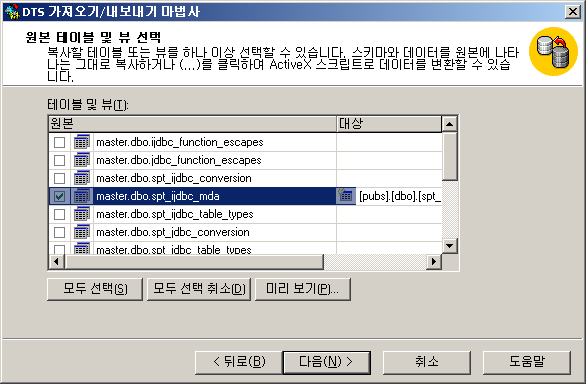 DTS 가져오기/내보내기 마법사
원본 테이블 및 뷰 선택
복사할 테이블 또는 뷰를 하나 이상 선택할 수 있습니다. 스키마와 데이터를 원본에 나타
나는 그대로 복사하거나 (...)를 클릭하여 ActiveX 스크립트로 데이터를 변환할 수 있습
니다.
테이블 및 뷰(T):
원본 대상
master.dbo.ijdbc_function_escapes
master.dbo.jdbc_function_escapes
master.dbo.spt_ijdbc_conversion
master.dbo.spt_ijdbc_mda [pubs].[dbo].[spt_
master.dbo.spt_ijdbc_table_types
master.dbo.spt_jdbc_conversion
master.dbo.spt_jdbc_table_types
모두 선택(S) 모두 선택 취소(D) 미리 보기(P)...
< 뒤로(B) 다음(N) > 취소 도움말